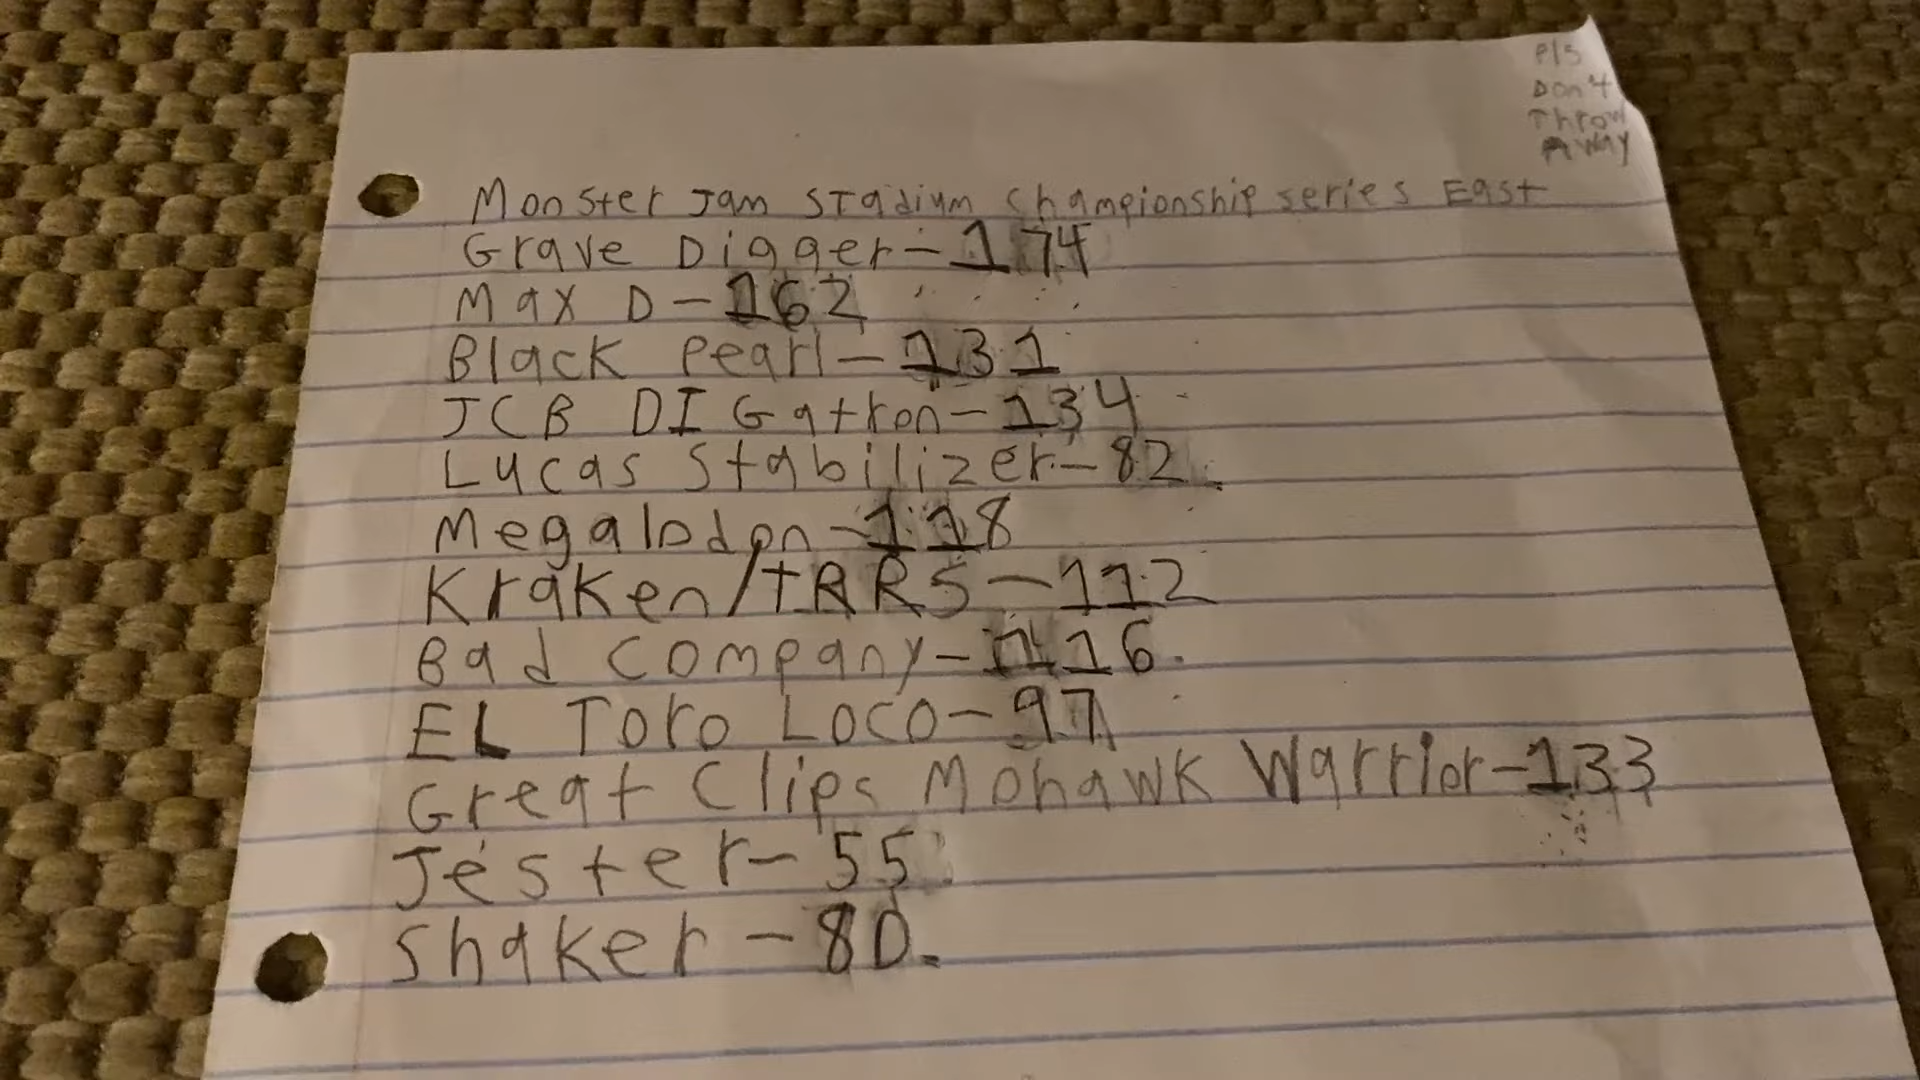 Pls
Don't
Throw
Away
Monster Jam Stadium Championship series East
Grave Digger-174
Max D-162
Black Pearl-131
JCB DIGatron-134
Lucas Stabilizer-82
Megalodon-118
Kraken/tRRS-112
Bad Company-116
EL Toro Loco-97
Great Clips Mohawk Warrior-133
Jester-55
Shaker-80